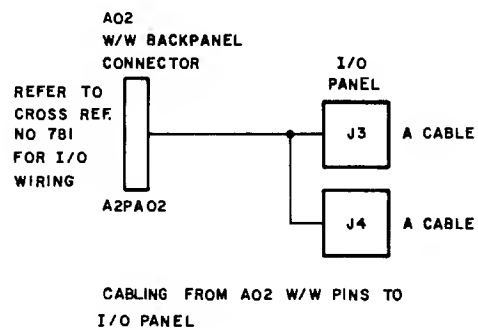 A02
W/W BACKPANEL
CONNECTOR
REFER TO
CROSS REF.
NO 781
FOR I/O
WIRING
A2PA02
I/O
PANEL
J3
A CABLE
J4
A CABLE
CABLING FROM A02 W/W PINS TO
I/O PANEL